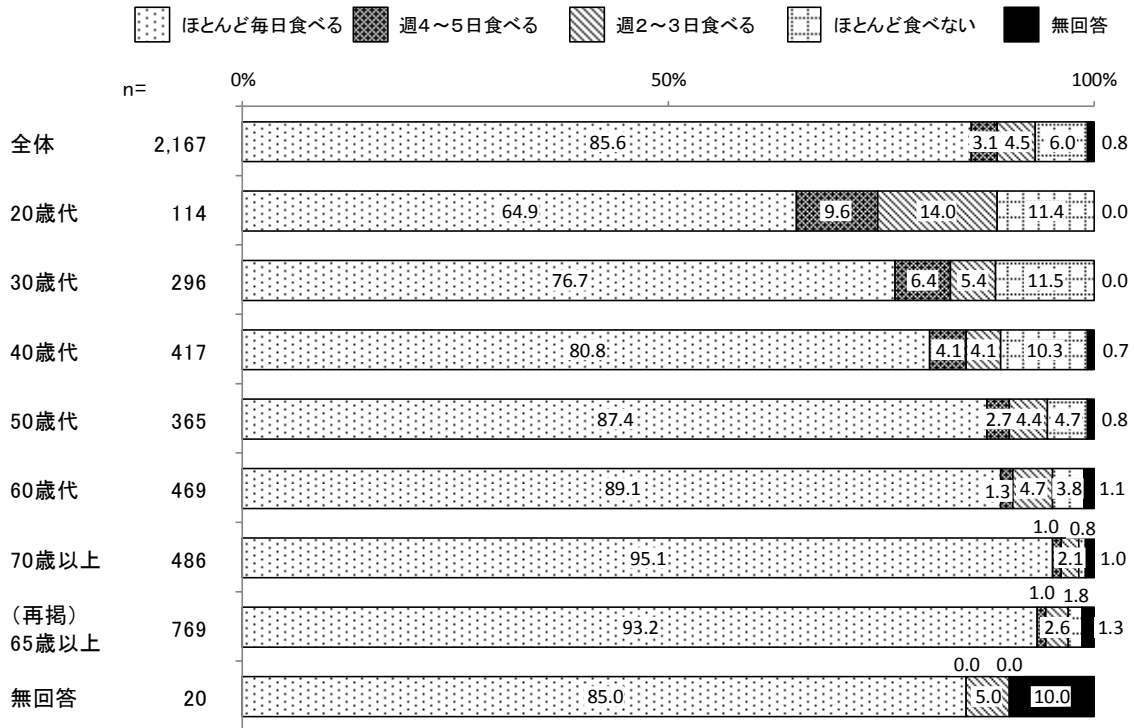 ほとんど毎日食べる 週4～5日食べる 週2～3日食べる ほとんど食べない 無回答
n= 0% 50% 100%
全体 2,167 85.6 3.1 4.5 6.0 0.8
20歳代 114 64.9 9.6 14.0 11.4 0.0
30歳代 296 76.7 6.4 5.4 11.5 0.0
40歳代 417 80.8 4.1 4.1 10.3 0.7
50歳代 365 87.4 2.7 4.4 4.7 0.8
60歳代 469 89.1 1.3 4.7 3.8 1.1
1.0 0.8
70歳以上 486 95.1 2.1 1.0
1.0 1.8
（再掲）
65歳以上 769 93.2 2.6 1.3
0.0 0.0
無回答 20 85.0 5.0 10.0